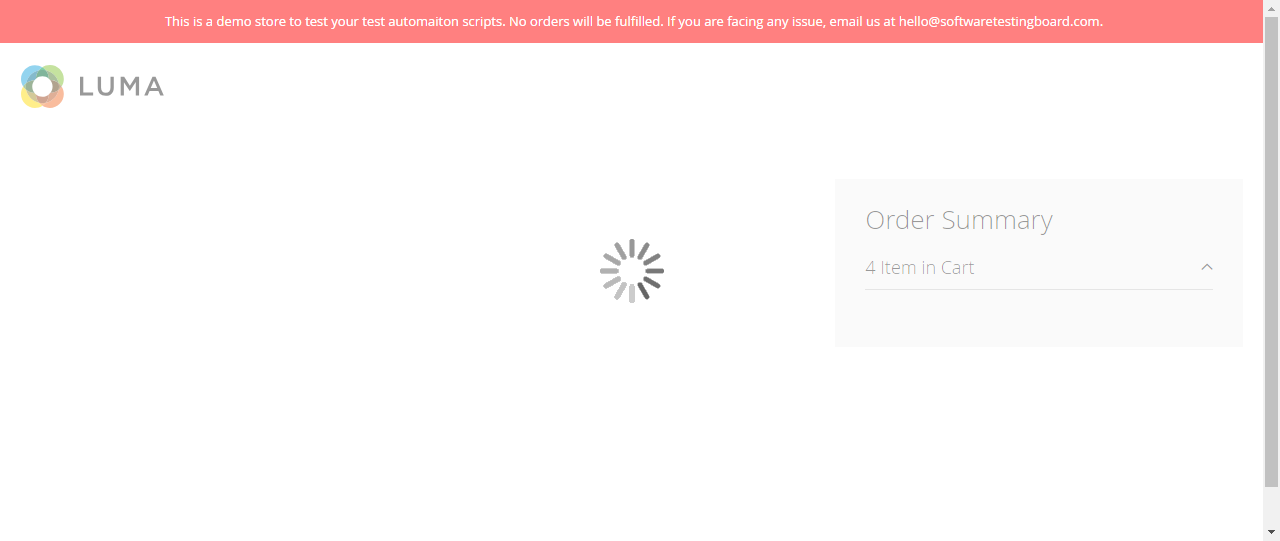 This is a demo store to test your test automaiton scripts. No orders will be fulfilled. If you are facing any issue, email us at hello@softwaretestingboard.com.
LUMA
Order Summary
4 Item in Cart